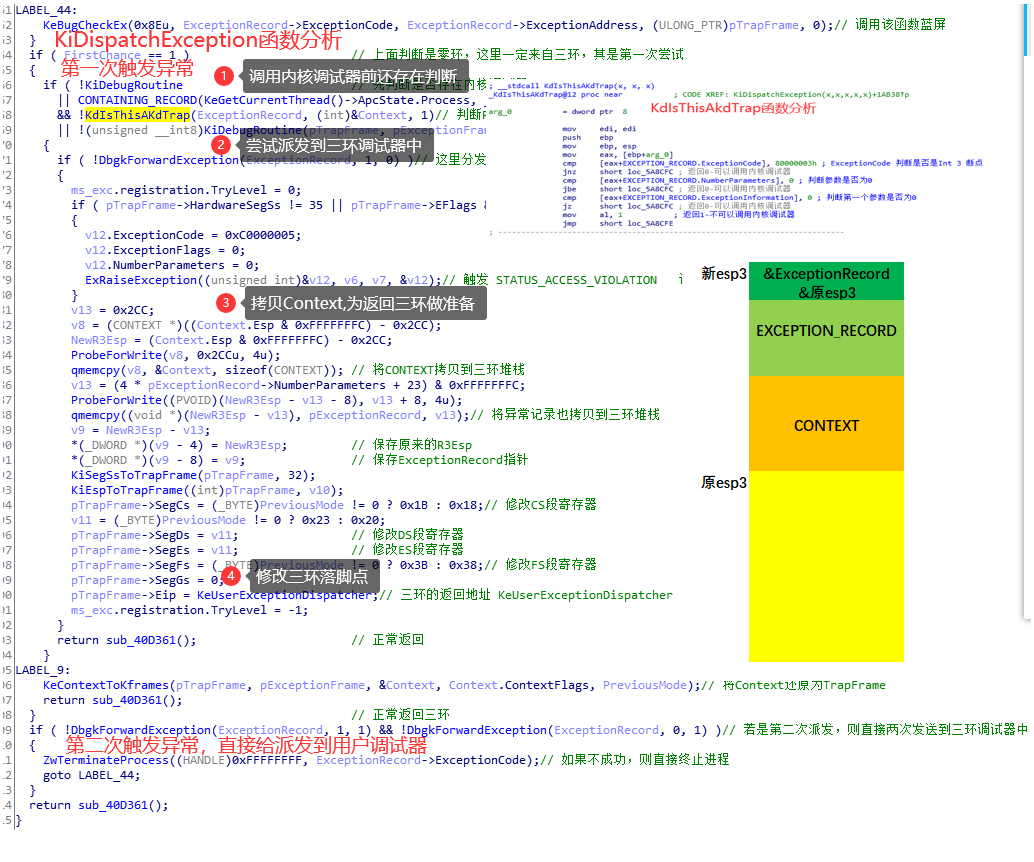 LABEL_44:
KeBugCheckEx(0x8Eu, ExceptionRecord->ExceptionCode, ExceptionRecord->ExceptionAddress, (ULONG_PTR)pTrapFrame, 0);// 调用该函数蓝屏
}
KiDispatchException函数分析
if ( FirstChance == 1 ) // 上面判断是零环，这里一定来自三环，其是第一次尝试
第一次触发异常
{
1 调用内核调试器前还存在判断
if ( !KiDebugRoutine
|| CONTAINING_RECORD(KeGetCurrentThread()->ApcState.Process,
&& !KdIsThisAKdTrap(ExceptionRecord, (int)&Context, 1)// 判断
|| !(unsigned __int8)KiDebugRoutine(pTrapFrame, pExceptionFram
2 尝试派发到三环调试器中
{
if ( !DbgkForwardException(ExceptionRecord, 1, 0) )// 这里分发
{
ms_exc.registration.TryLevel = 0;
if ( pTrapFrame->HardwareSegSs != 35 || pTrapFrame->EFlags &
{
v12.ExceptionCode = 0xC0000005;
v12.ExceptionFlags = 0;
v12.NumberParameters = 0;
ExRaiseException((unsigned int)&v12, v6, v7, &v12);// 触发 STATUS_ACCESS_VIOLATION
}
3 拷贝Context,为返回三环做准备
v13 = 0x2CC;
v8 = (CONTEXT *)((Context.Esp & 0xFFFFFFFC) - 0x2CC);
NewR3Esp = (Context.Esp & 0xFFFFFFFC) - 0x2CC;
ProbeForWrite(v8, 0x2CCu, 4u);
qmemcpy(v8, &Context, sizeof(CONTEXT)); // 将CONTEXT拷贝到三环堆栈
v13 = (4 * pExceptionRecord->NumberParameters + 23) & 0xFFFFFFFC;
ProbeForWrite((PVOID)(NewR3Esp - v13 - 8), v13 + 8, 4u);
qmemcpy((void *)(NewR3Esp - v13), pExceptionRecord, v13);// 将异常记录也拷贝到三环堆栈
v9 = NewR3Esp - v13;
*(_DWORD *)(v9 - 4) = NewR3Esp; // 保存原来的R3Esp
*(_DWORD *)(v9 - 8) = v9; // 保存ExceptionRecord指针
KiSegSsToTrapFrame(pTrapFrame, 32);
KiEspToTrapFrame((int)pTrapFrame, v10);
pTrapFrame->SegCs = (_BYTE)PreviousMode != 0 ? 0x1B : 0x18;// 修改CS段寄存器
v11 = (_BYTE)PreviousMode != 0 ? 0x23 : 0x20;
pTrapFrame->SegDs = v11; // 修改DS段寄存器
pTrapFrame->SegEs = v11; // 修改ES段寄存器
pTrapFrame->SegFs = (_BYTE)PreviousMode != 0 ? 0x3B : 0x38;// 修改FS段寄存器
pTrapFrame->SegGs = 0;
4 修改三环落脚点
pTrapFrame->Eip = KeUserExceptionDispatcher;// 三环的返回地址 KeUserExceptionDispatcher
ms_exc.registration.TryLevel = -1;
}
return sub_40D361(); // 正常返回
}
LABEL_9:
KeContextToKframes(pTrapFrame, pExceptionFrame, &Context, Context.ContextFlags, PreviousMode);// 将Context还原为TrapFrame
return sub_40D361();
} // 正常返回三环
if ( !DbgkForwardException(ExceptionRecord, 1, 1) && !DbgkForwardException(ExceptionRecord, 0, 1) )// 若是第二次派发，则直接两次发送到三环调试器中
{
第二次触发异常，直接给派发到用户调试器
ZwTerminateProcess((HANDLE)0xFFFFFFFF, ExceptionRecord->ExceptionCode);// 如果不成功，则直接终止进程
goto LABEL_44;
}
return sub_40D361();
}
; __stdcall KdIsThisAKdTrap(x, x, x)
_KdIsThisAKdTrap@12 proc near ; CODE XREF: KiDispatchException(x,x,x,x,x)+1AB38↑p
KdIsThisAkdTrap函数分析
arg_0 = dword ptr 8
mov edi, edi
push ebp
mov ebp, esp
mov eax, [ebp+arg_0]
cmp [eax+EXCEPTION_RECORD.ExceptionCode], 80000003h ; ExceptionCode 判断是否是Int 3 断点
jnz short loc_5A8CFC ; 返回0-可以调用内核调试器
cmp [eax+EXCEPTION_RECORD.NumberParameters], 0 ; 判断参数是否为0
jbe short loc_5A8CFC ; 返回0-可以调用内核调试器
cmp [eax+EXCEPTION_RECORD.ExceptionInformation], 0 ; 判断第一个参数是否为0
jz short loc_5A8CFC ; 返回0-可以调用内核调试器
mov al, 1 ; 返回1-不可以调用内核调试器
jmp short loc_5A8CFE
; ---------------------------------------------------------------------------
新esp3
&ExceptionRecord
&原esp3
EXCEPTION_RECORD
CONTEXT
原esp3